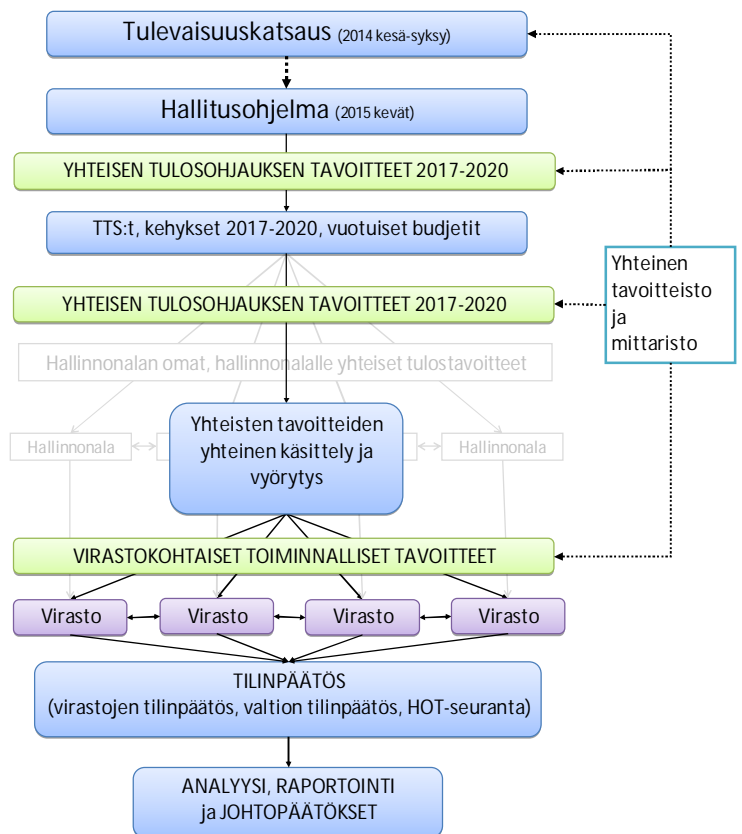 Tulevaisuuskatsaus (2014 kesä-syksy)
Hallitusohjelma (2015 kevät)
YHTEISEN TULOSOHJAUKSEN TAVOITTEET 2017-2020
TTS:t, kehykset 2017-2020, vuotuiset budjetit
Yhteinen
tavoitteisto
ja
mittaristo
YHTEISEN TULOSOHJAUKSEN TAVOITTEET 2017-2020
Hallinnonalan omat, hallinnonalalle yhteiset tulostavoitteet
Hallinnonala
Yhteisten tavoitteiden
yhteinen käsittely ja
vyörytys
Hallinnonala
VIRASTOKOHTAISET TOIMINNALLISET TAVOITTEET
Virasto
Virasto
Virasto
Virasto
TILINPÄÄTÖS
(virastojen tilinpäätös, valtion tilinpäätös, HOT-seuranta)
ANALYYSI, RAPORTOINTI
ja JOHTOPÄÄTÖKSET